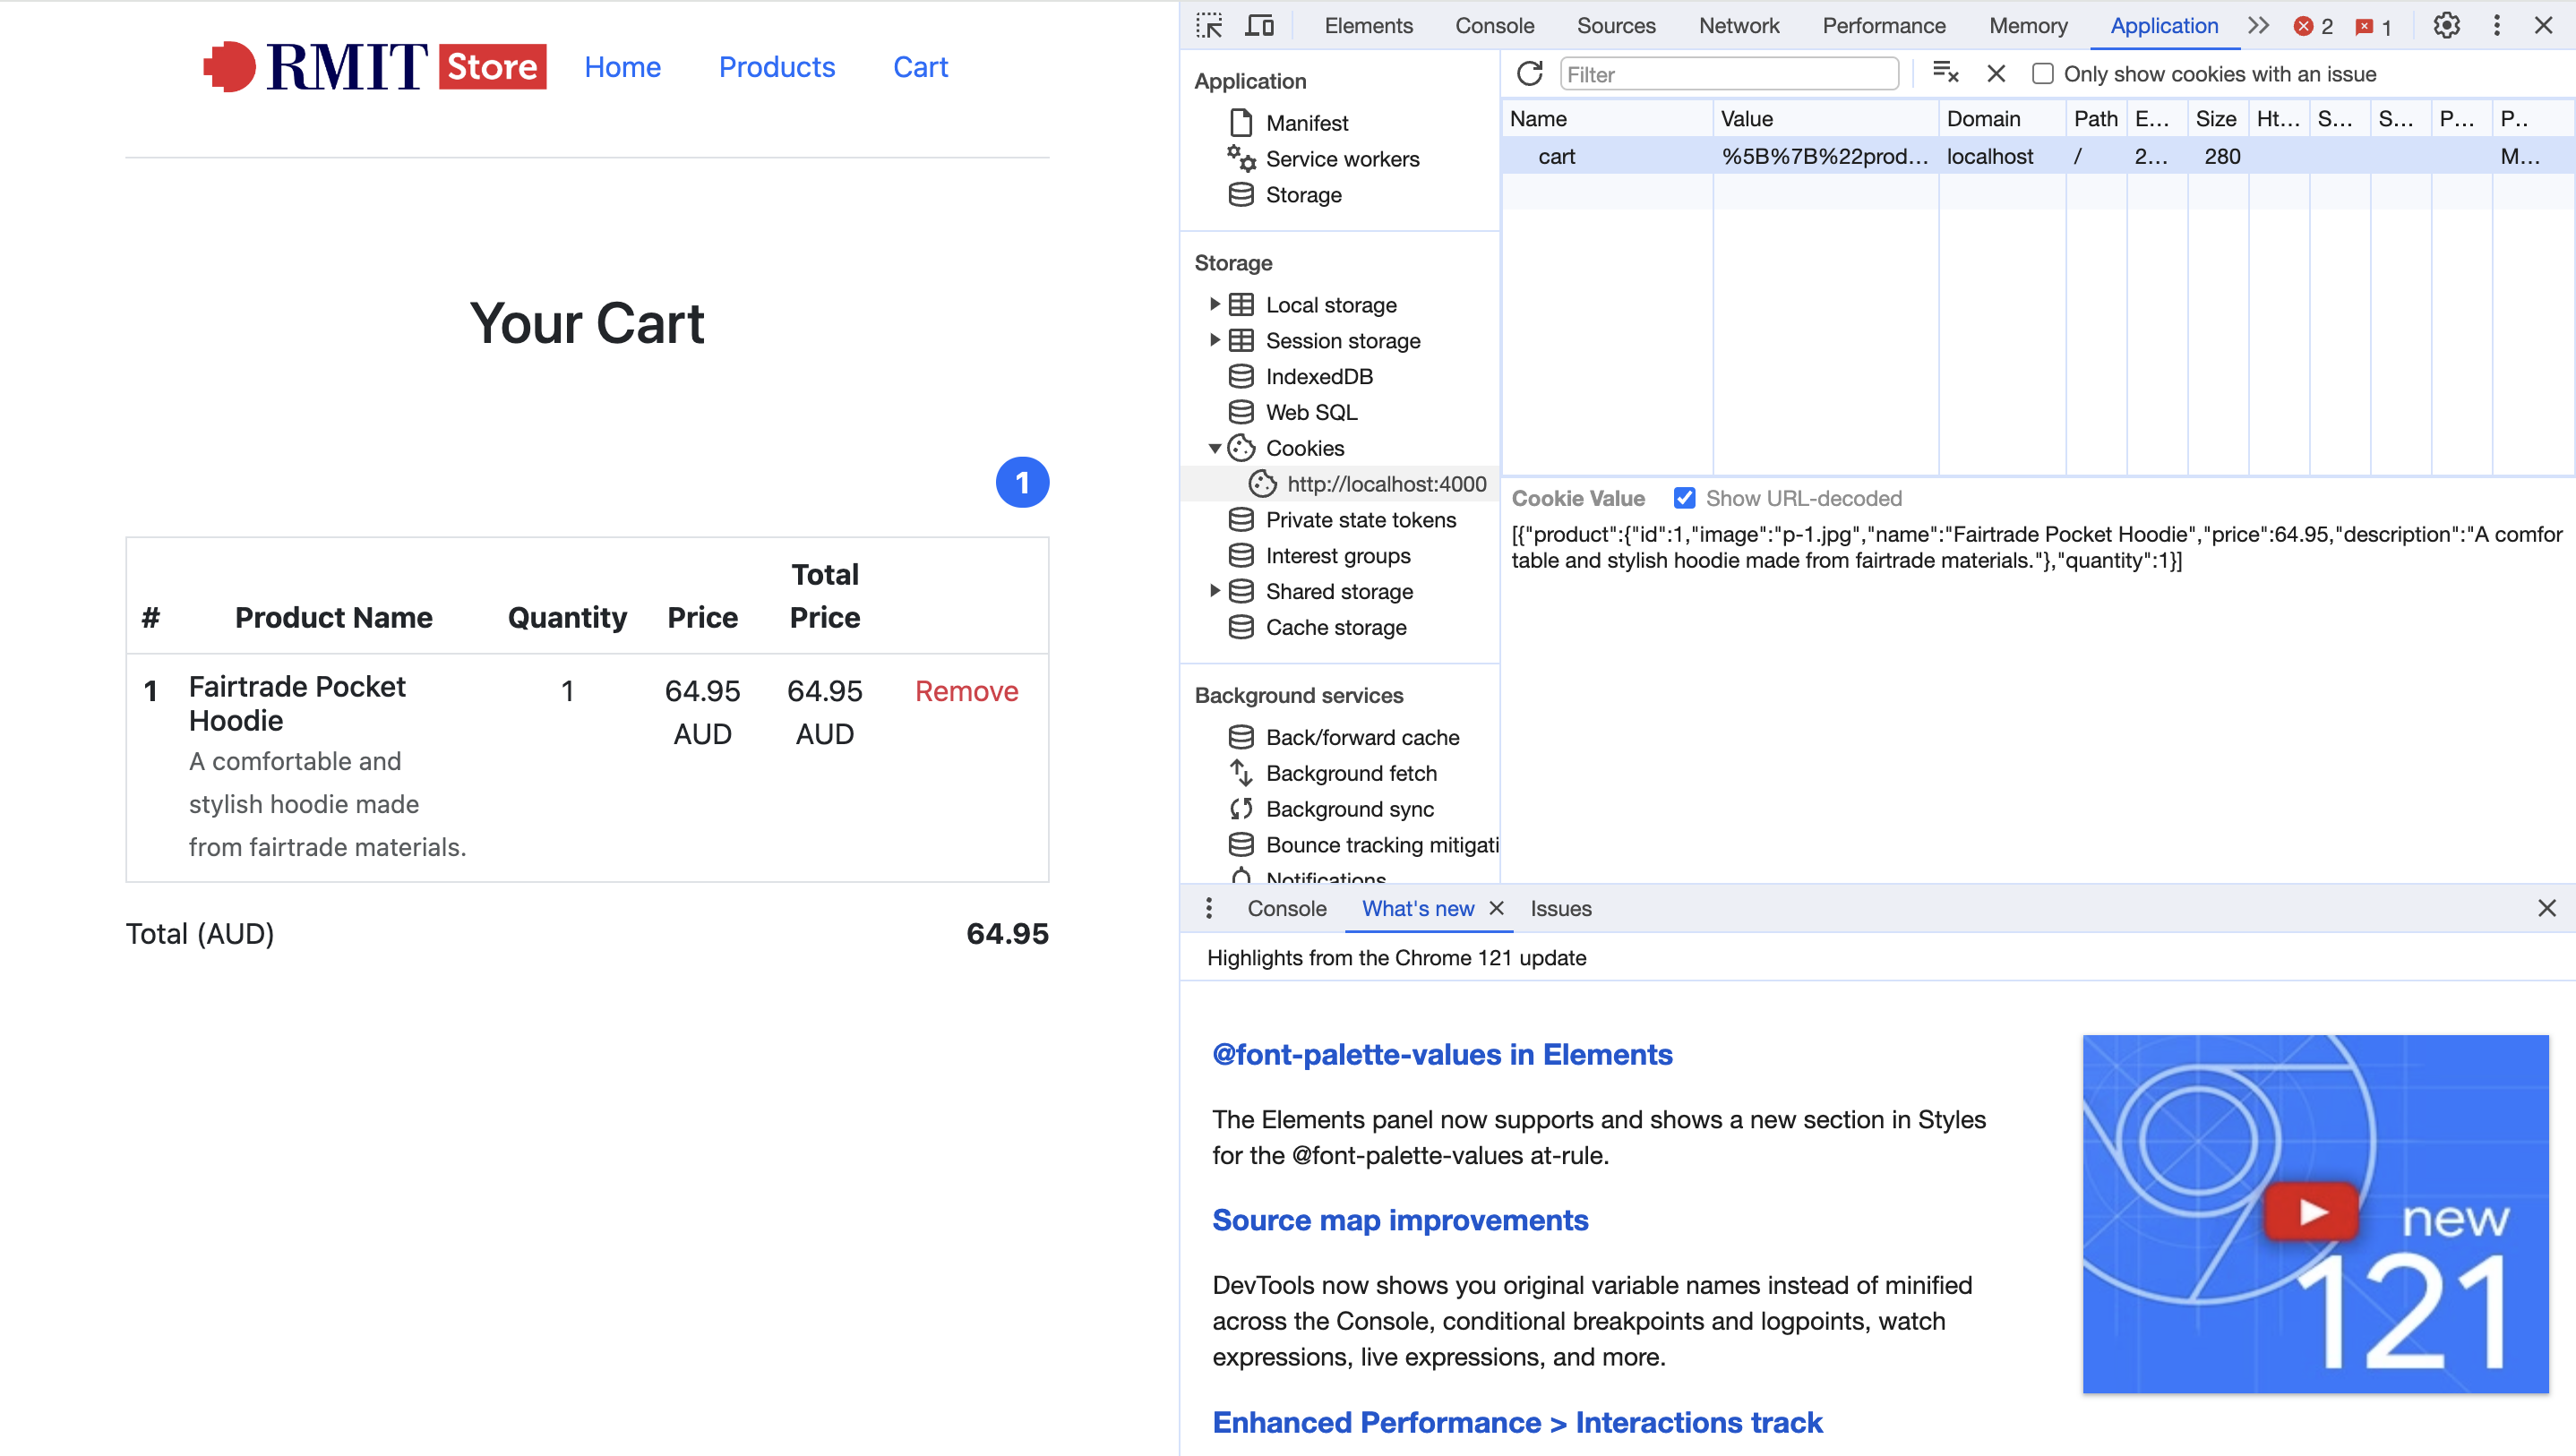 RMIT Store
Home Products Cart
Your Cart
1
# Product Name Quantity Price Total Price
1 Fairtrade Pocket Hoodie 1 64.95 AUD 64.95 AUD Remove
A comfortable and
stylish hoodie made
from fairtrade materials.
Total (AUD) 64.95
Elements Console Sources Network Performance Memory Application 2 1
Application
Manifest
Service workers
Storage
Storage
Local storage
Session storage
IndexedDB
Web SQL
Cookies
http://localhost:4000
Private state tokens
Interest groups
Shared storage
Cache storage
Background services
Back/forward cache
Background fetch
Background sync
Bounce tracking mitigati
Notifications
Filter Only show cookies with an issue
Name Value Domain Path E... Size Ht... S... S... P... P..
cart %5B%7B%22prod... localhost / 2... 280 M...
Cookie Value Show URL-decoded
[{"product":{"id":1,"image":"p-1.jpg","name":"Fairtrade Pocket Hoodie","price":64.95,"description":"A comfor
table and stylish hoodie made from fairtrade materials."},"quantity":1}]
Console What's new Issues
Highlights from the Chrome 121 update
@font-palette-values in Elements
The Elements panel now supports and shows a new section in Styles
for the @font-palette-values at-rule.
Source map improvements
DevTools now shows you original variable names instead of minified
across the Console, conditional breakpoints and logpoints, watch
expressions, live expressions, and more.
Enhanced Performance > Interactions track
new
121